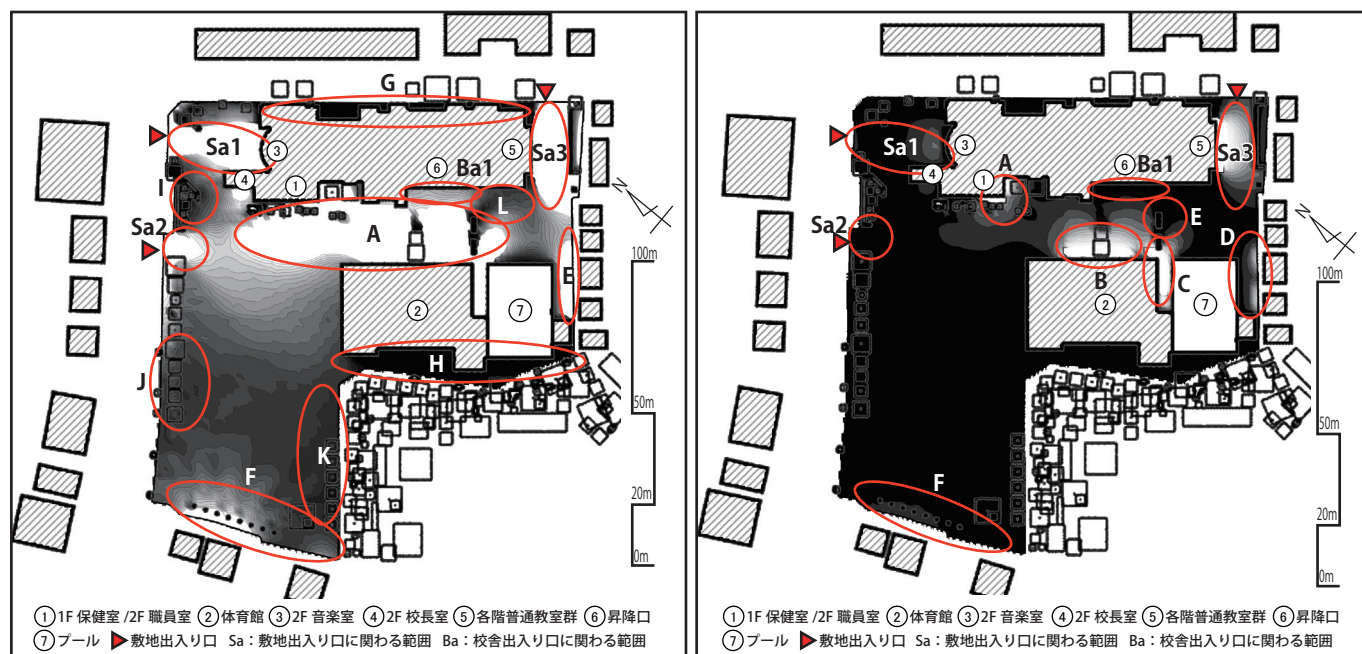 G
Sa1
③
⑤
Sa3
⑥
Ba1
④
①
I
L
Sa2
A
N
E
100m
②
⑦
H
J
50m
K
F
20m
0m
①1F 保健室 /2F 職員室 ②体育館 ③2F 音楽室 ④2F 校長室 ⑤各階普通教室群 ⑥昇降口
⑦プール ▶敷地出入り口 Sa：敷地出入り口に関わる範囲 Ba：校舎出入り口に関わる範囲
Sa1
③
⑤
Sa3
⑥
Ba1
A
④
①
N
Sa2
E
D
B
C
100m
②
⑦
50m
F
20m
0m
①1F 保健室 /2F 職員室 ②体育館 ③2F 音楽室 ④2F 校長室 ⑤各階普通教室群 ⑥昇降口
⑦プール ▶敷地出入り口 Sa：敷地出入り口に関わる範囲 Ba：校舎出入り口に関わる範囲